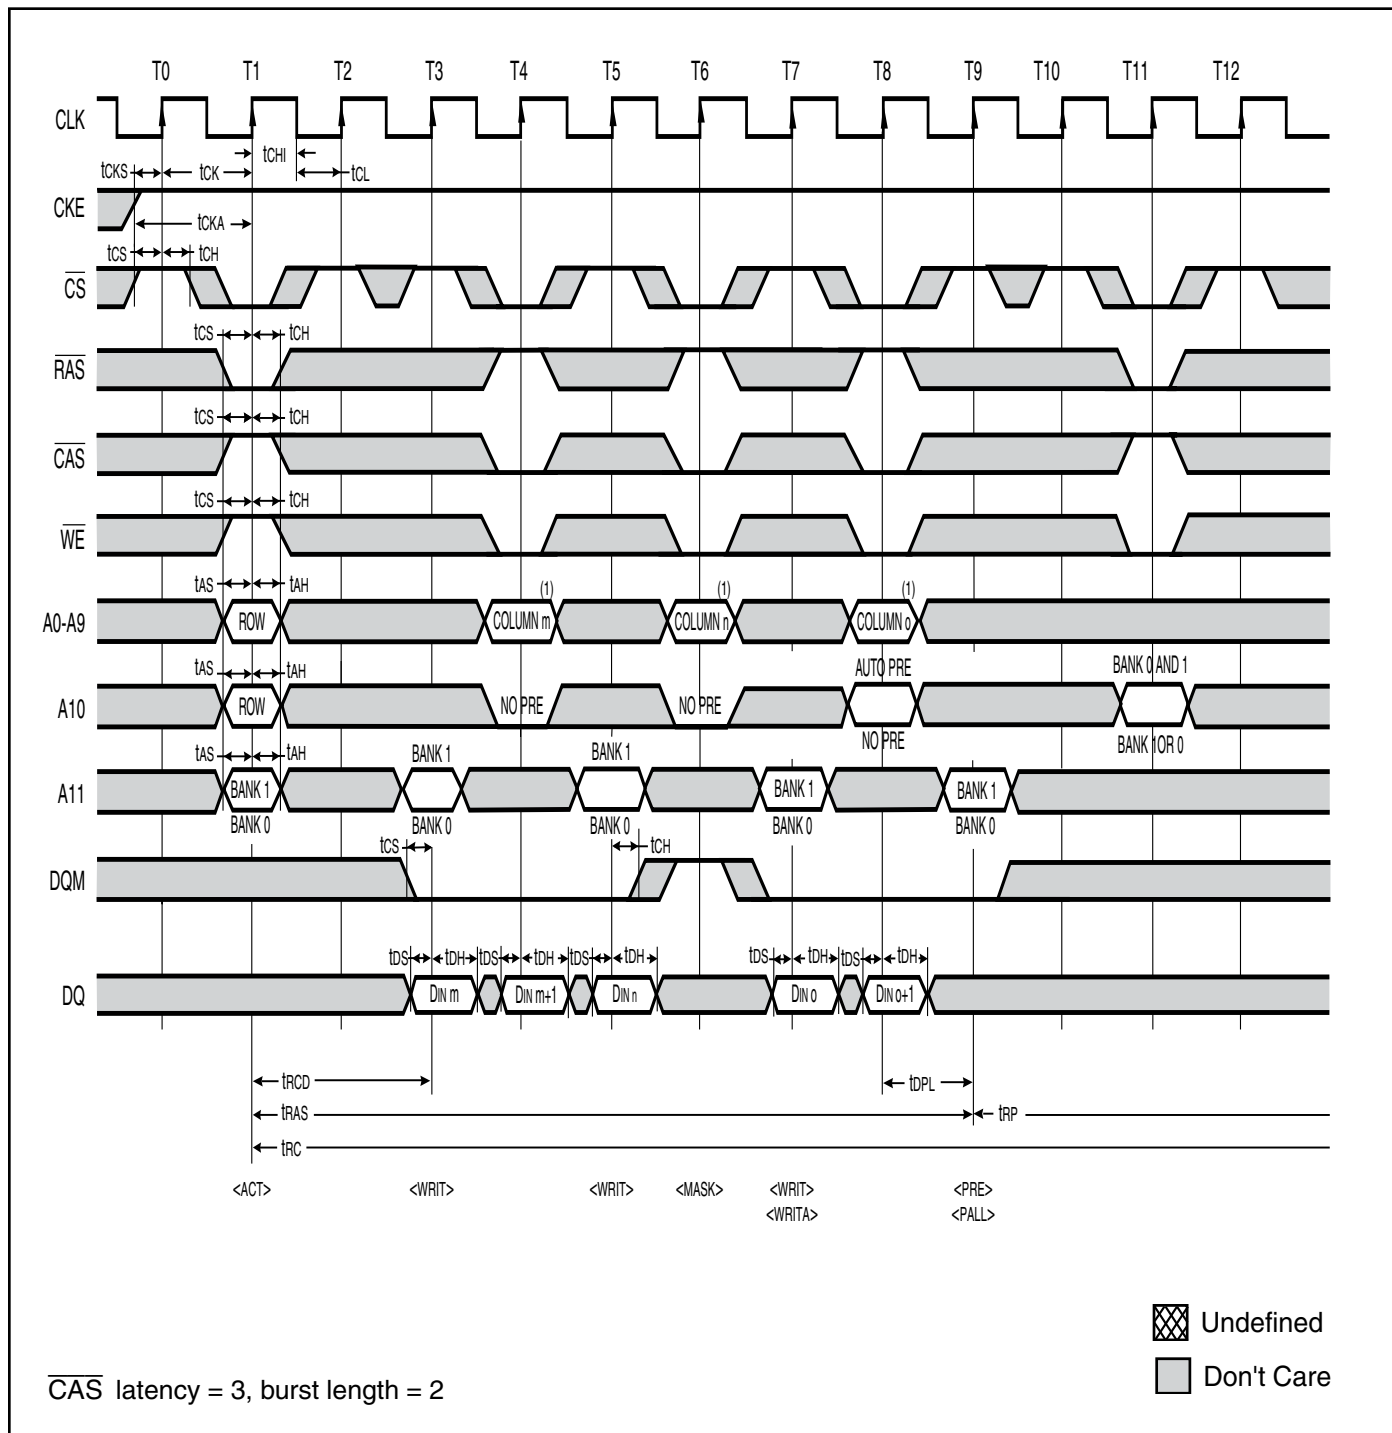 T0 T1 T2 T3 T4 T5 T6 T7 T8 T9 T10 T11 T12
CLK
tCHI
tCKS tCK tCL
CKE
tCKA
tCS tCH
CS
tCS tCH
RAS
tCS tCH
CAS
tCS tCH
WE
tAS tAH (1) (1) (1)
A0-A9 ROW COLUMN m COLUMN n COLUMN o
tAS tAH AUTO PRE BANK 0 AND 1
A10 ROW NO PRE NO PRE
NO PRE BANK 1 OR 0
tAS tAH BANK 1 BANK 1
A11 BANK 1 BANK 1 BANK 1
BANK 0 BANK 0 BANK 0 BANK 0 BANK 0
tCS tCH
DQM
tDS tDH tDS tDH tDS tDH tDS tDH tDS tDH
DQ DIN m DIN m+1 DIN n DIN o DIN o+1
tRCD tDPL
tRAS tRP
tRC
<ACT> <WRIT> <WRIT> <MASK> <WRIT> <PRE>
<WRITA> <PALL>
Undefined
Don't Care
CAS latency = 3, burst length = 2